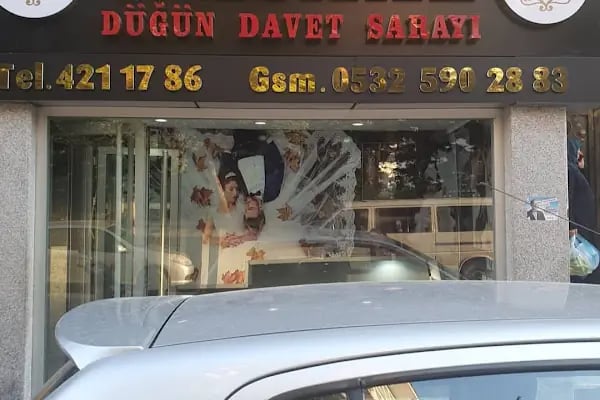 DÜĞÜN DAVET SARAYI
Tel. 421 17 86 Gsm. 0532 590 28 83